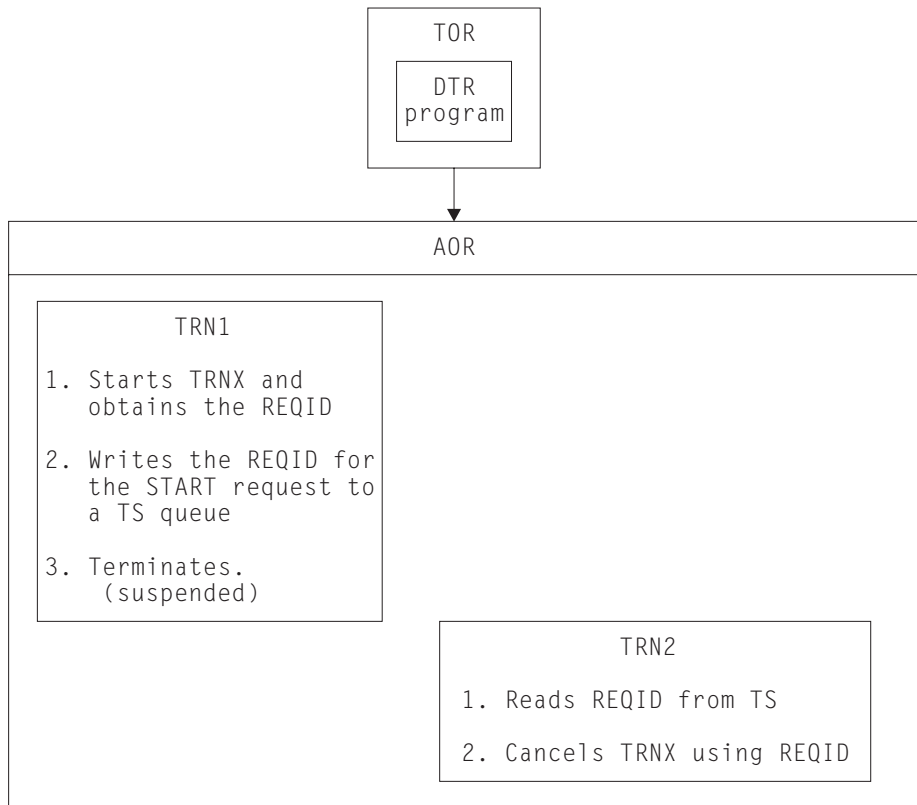 TOR
DTR
program
AOR
TRN1
1. Starts TRNX and
obtains the REQID
2. Writes the REQID for
the START request to
a TS queue
3. Terminates.
(suspended)
TRN2
1. Reads REQID from TS
2. Cancels TRNX using REQID